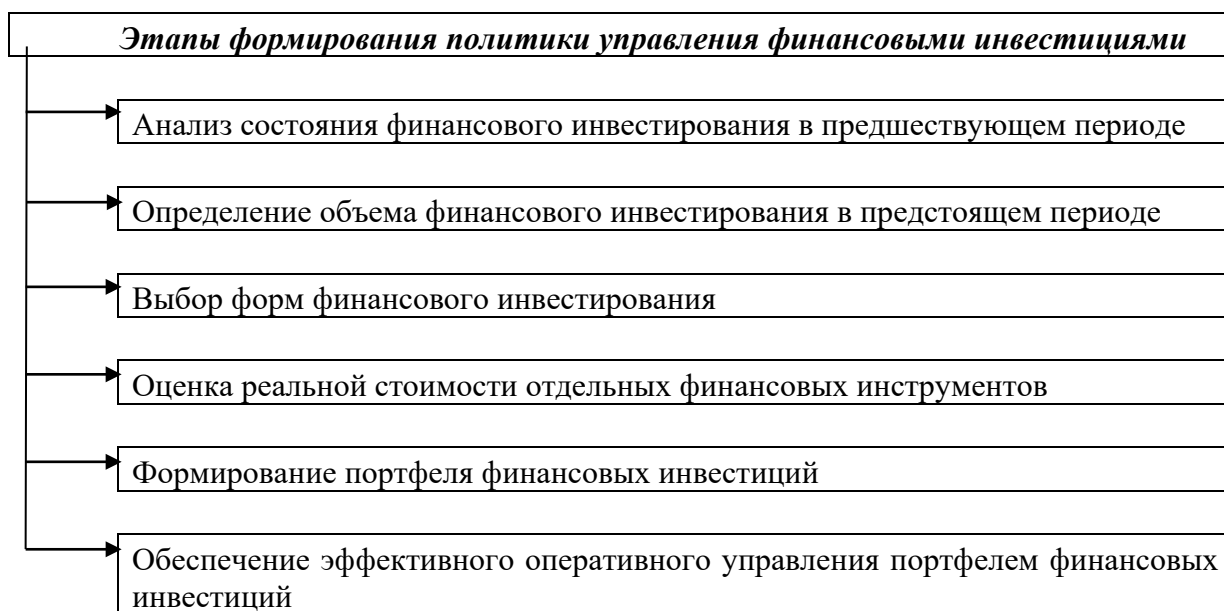 Этапы формирования политики управления финансовыми инвестициями
Анализ состояния финансового инвестирования в предшествующем периоде
Определение объема финансового инвестирования в предстоящем периоде
Выбор форм финансового инвестирования
Оценка реальной стоимости отдельных финансовых инструментов
Формирование портфеля финансовых инвестиций
Обеспечение эффективного оперативного управления портфелем финансовых
инвестиций